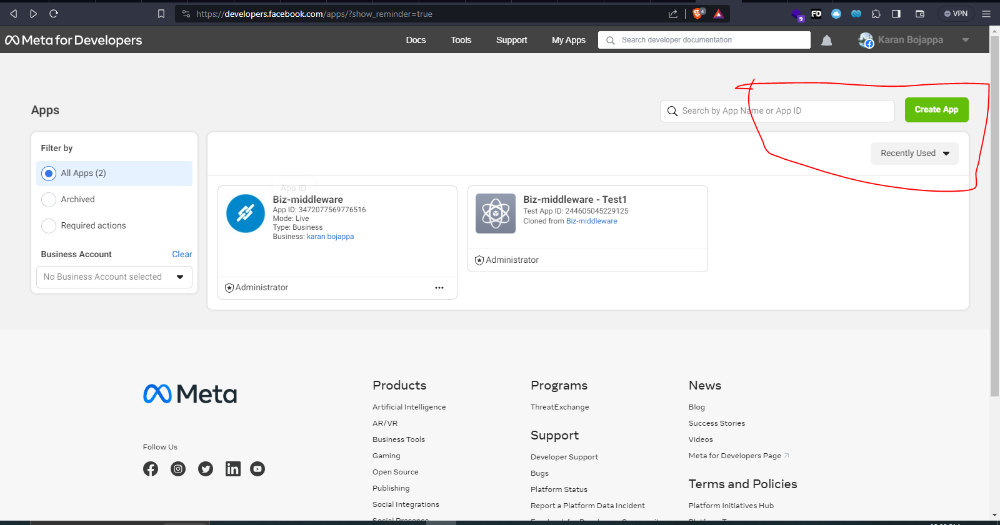 https://developers.facebook.com/apps/?show_reminder=true
4
9
FD
VPN
Meta for Developers
Docs
Tools
Support
My Apps
Search developer documentation
Karan Bojappa
Apps
Search by App Name or App ID
Create App
Filter by
All Apps (2)
Archived
Required actions
Business Account
Clear
No Business Account selected
Recently Used
App ID
Biz-middleware
App ID: 3472077569776516
Mode: Live
Type: Business
Business: karan bojappa
Administrator
Biz-middleware - Test1
Test App ID: 244605045229125
Cloned from Biz-middleware
Administrator
Meta
Follow Us
Products
Artificial Intelligence
AR/VR
Business Tools
Gaming
Open Source
Publishing
Social Integrations
Social Presence
Programs
ThreatExchange
Support
Developer Support
Bugs
Platform Status
Report a Platform Data Incident
News
Blog
Success Stories
Videos
Meta for Developers Page
Terms and Policies
Platform Initiatives Hub